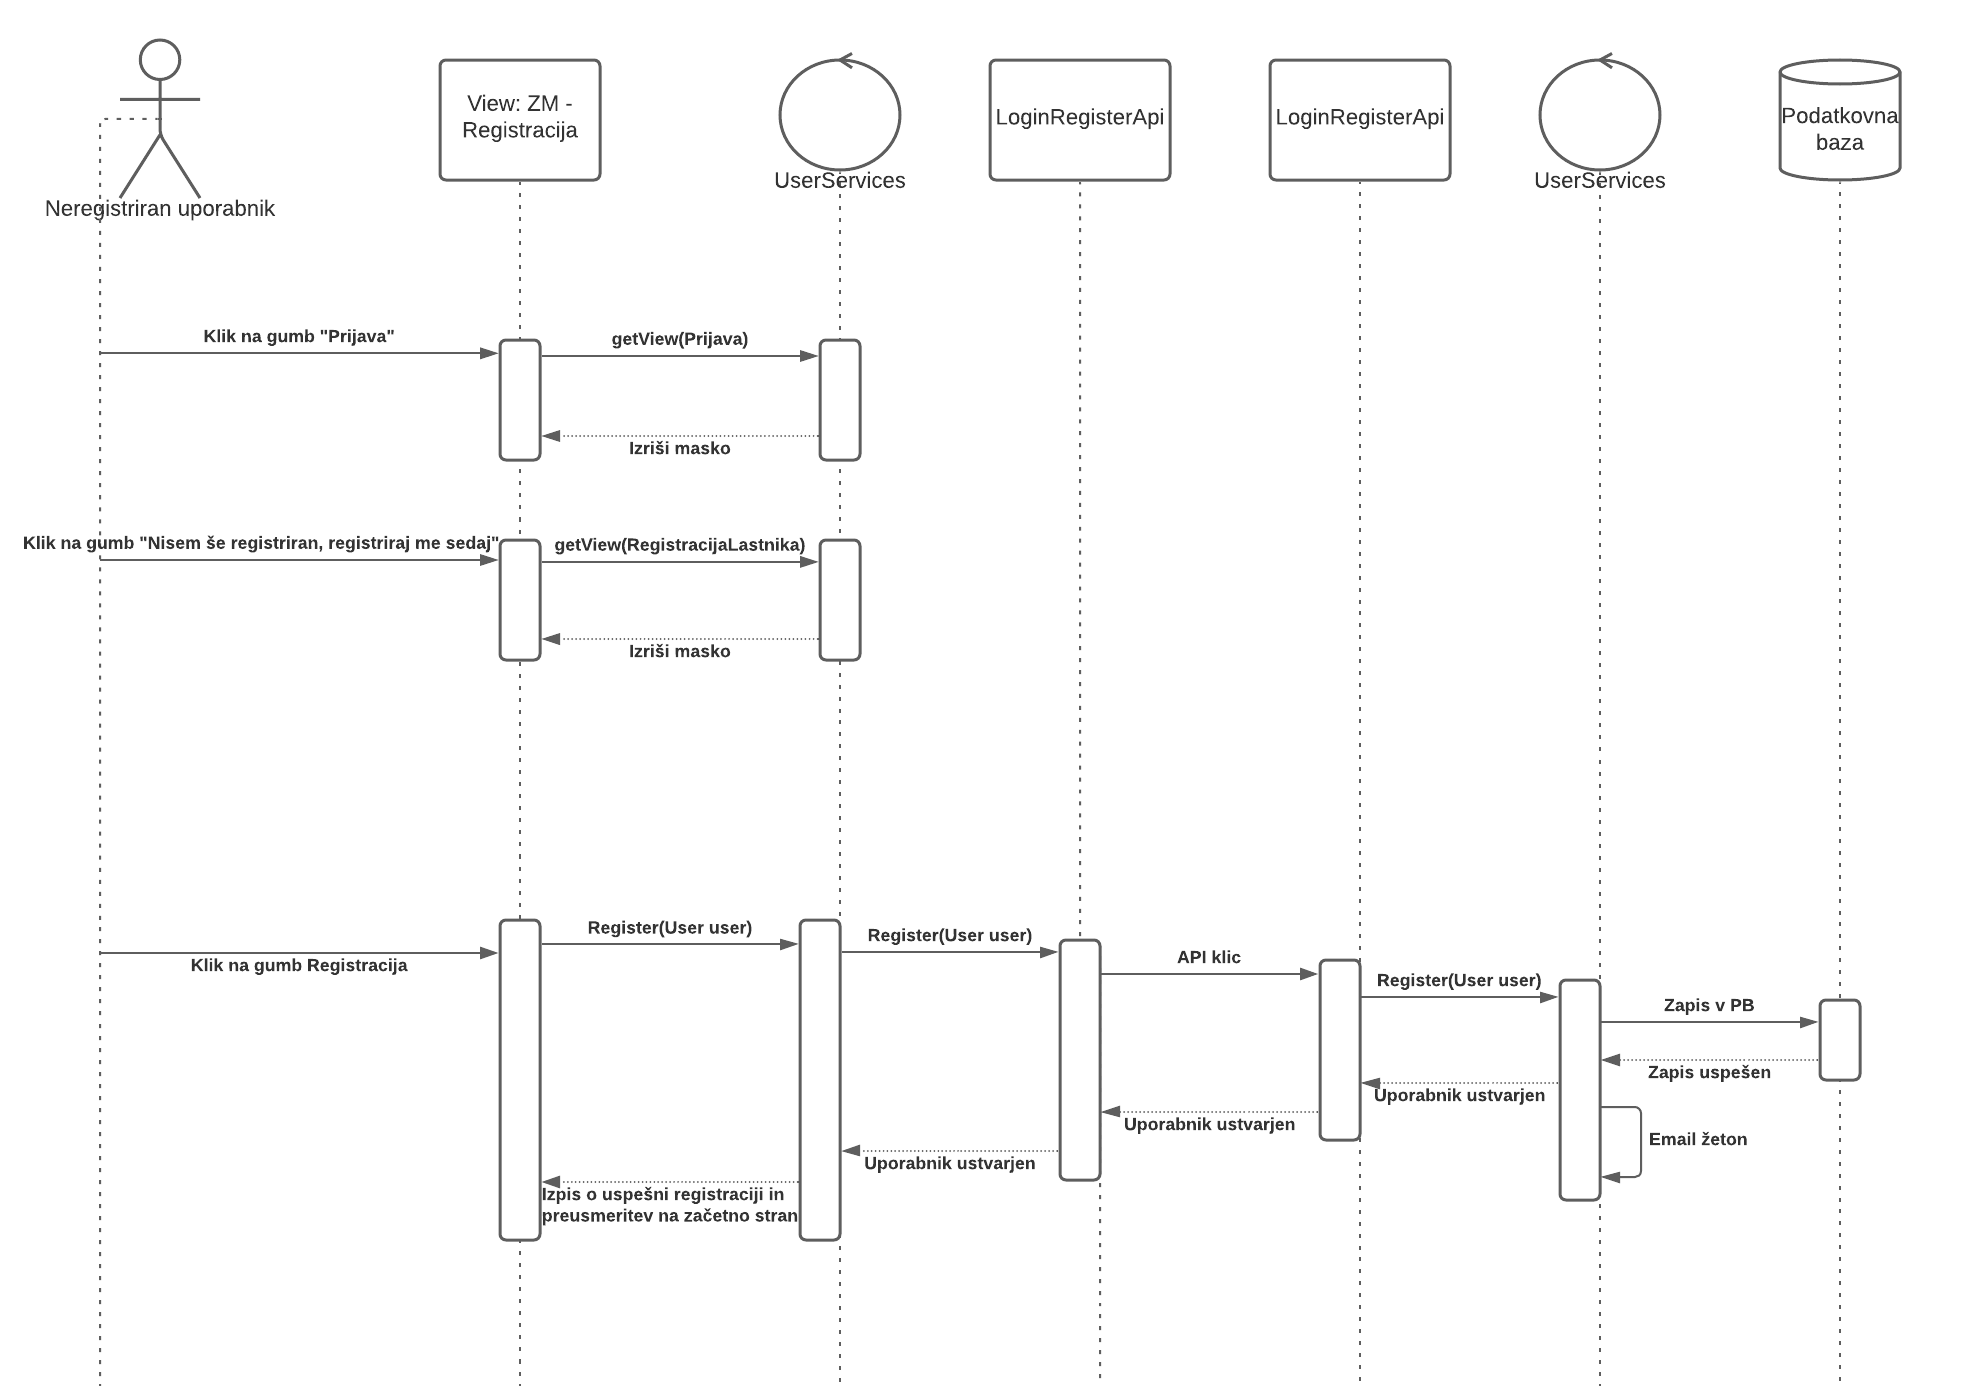 View: ZM -
Registracija
LoginRegisterApi
LoginRegisterApi
Podatkovna
baza
UserServices
UserServices
Neregistriran uporabnik
Klik na gumb "Prijava"
getView(Prijava)
Izriši masko
Klik na gumb "Nisem še registriran, registriraj me sedaj"
getView(RegistracijaLastnika)
Izriši masko
Register(User user)
Register(User user)
Klik na gumb Registracija
API klic
Register(User user)
Zapis v PB
Zapis uspešen
Uporabnik ustvarjen
Uporabnik ustvarjen
Email žeton
Uporabnik ustvarjen
Izpis o uspešni registraciji in
preusmeritev na začetno stran